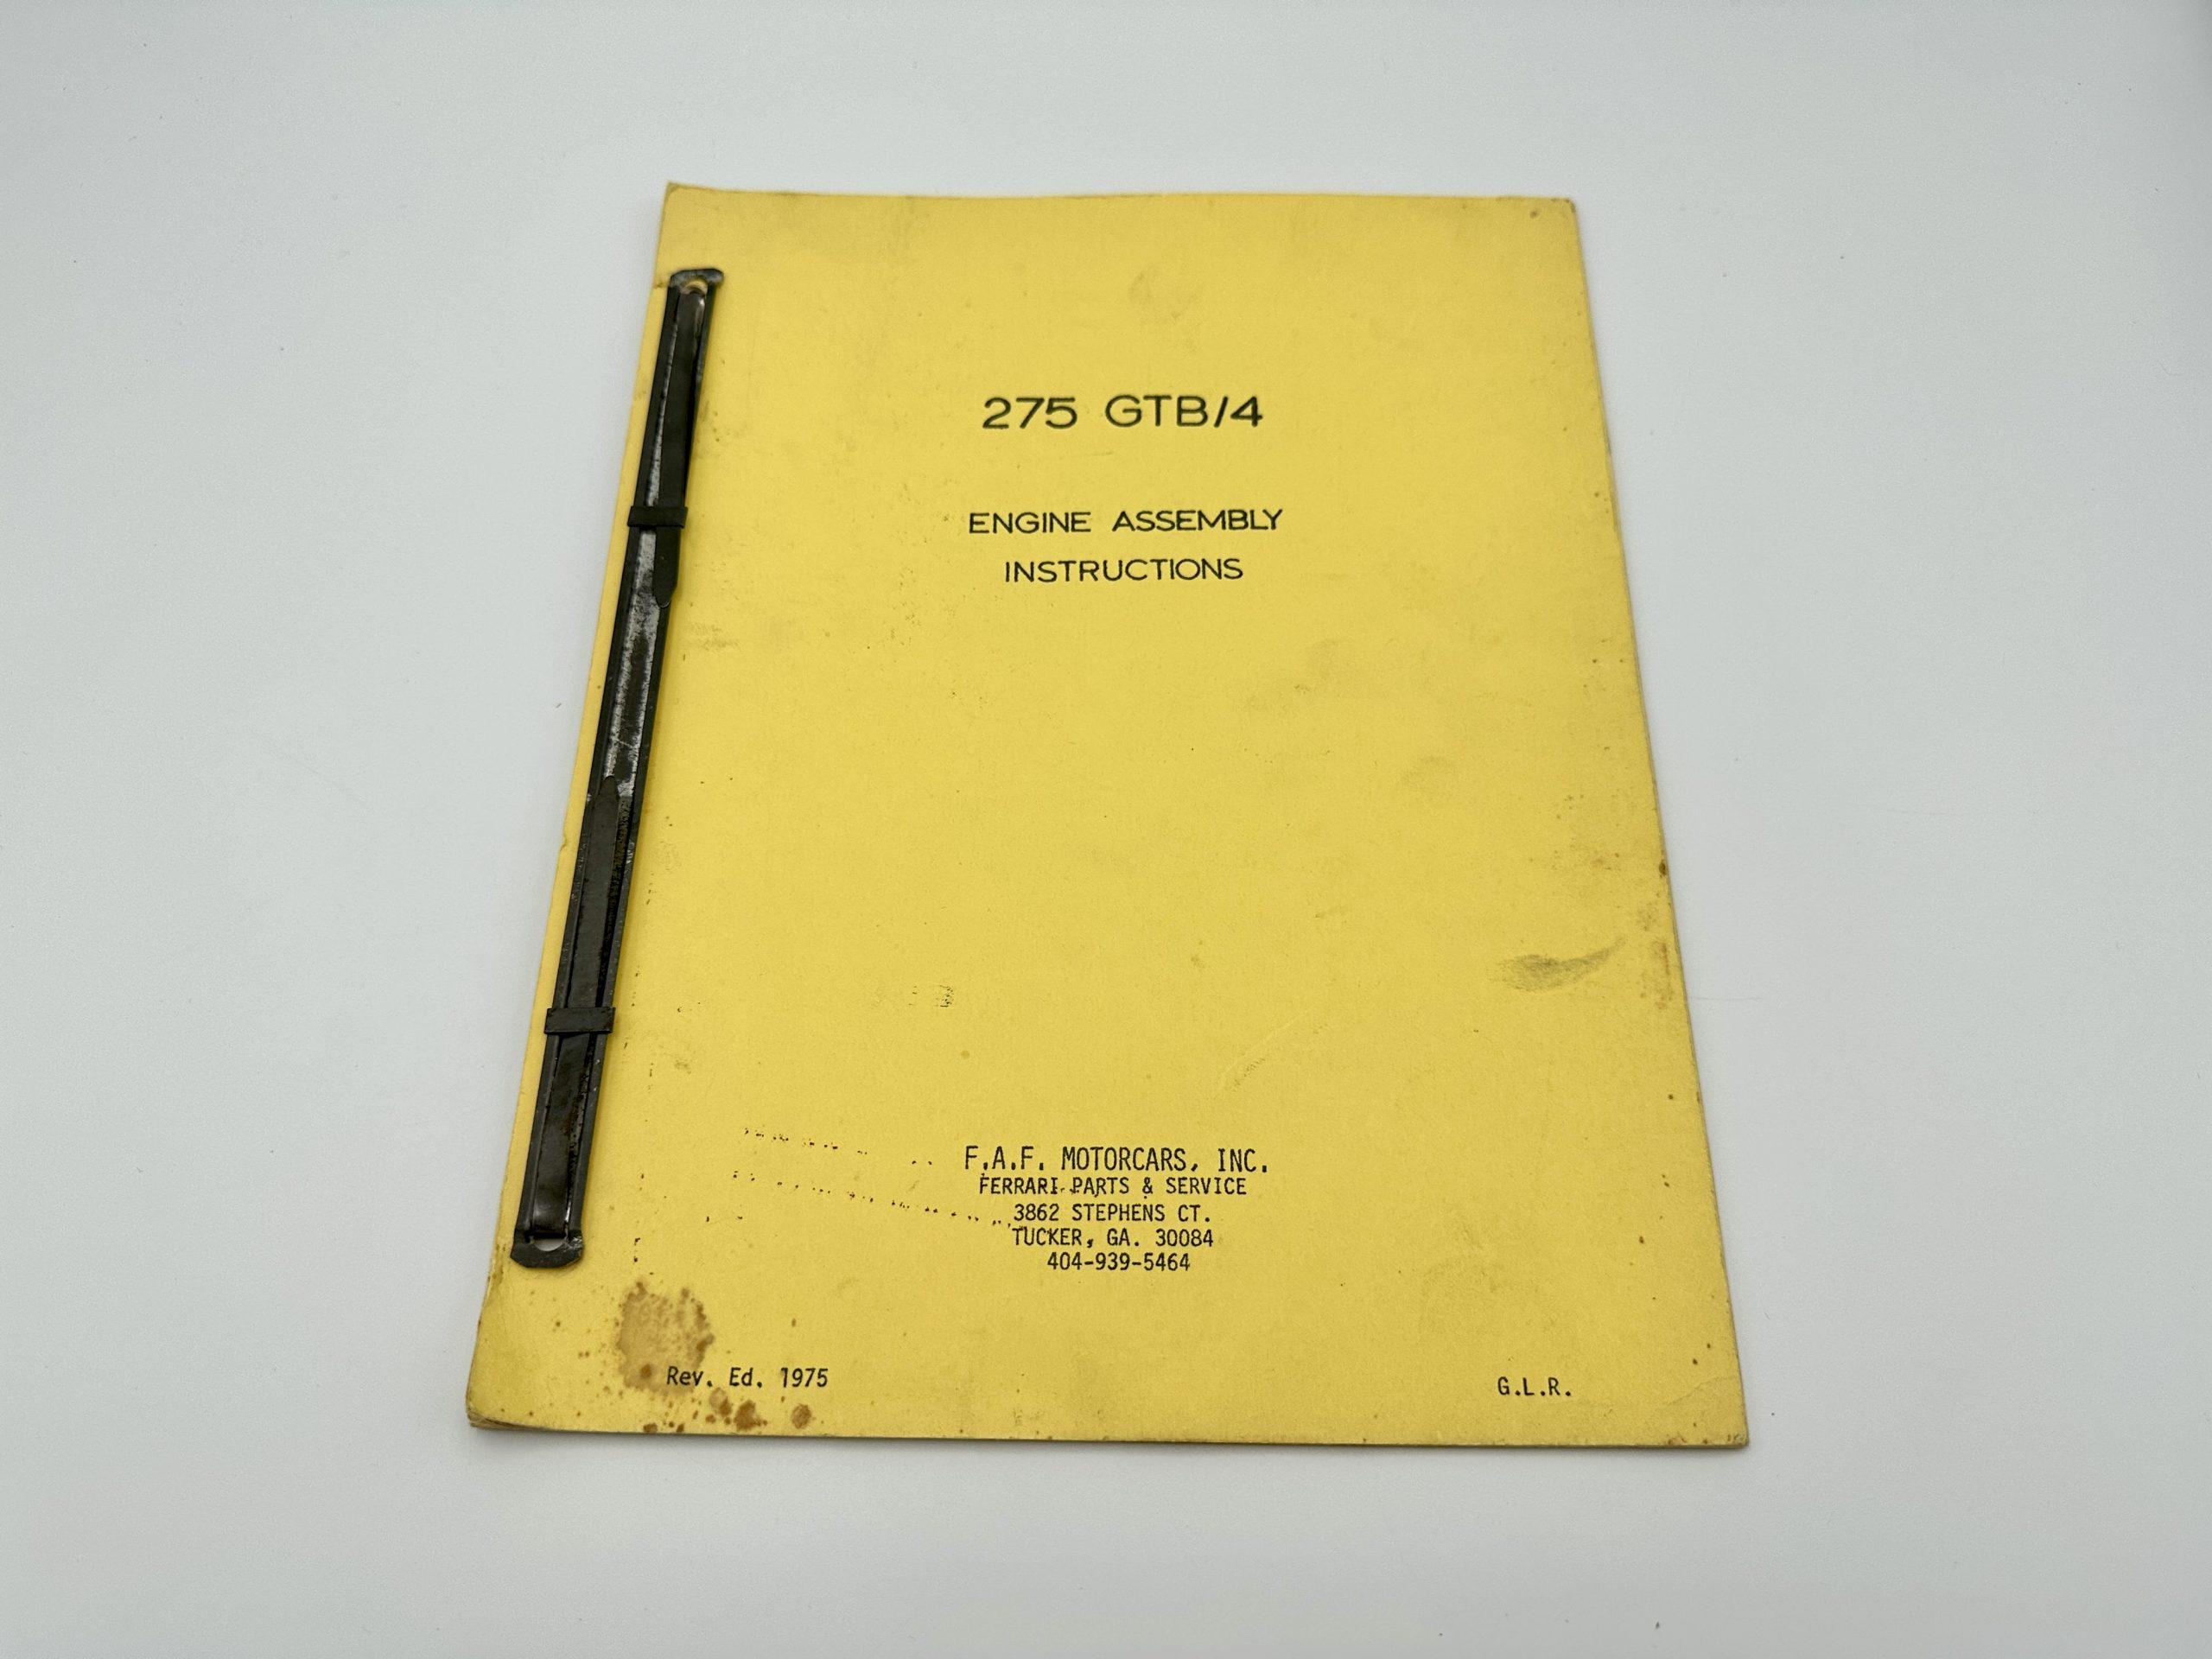 275 GTB/4
ENGINE ASSEMBLY
INSTRUCTIONS
F.A.F. MOTORCARS, INC.
FERRARI PARTS & SERVICE
3862 STEPHENS CT.
TUCKER, GA. 30084
404-939-5464
Rev. Ed. 1975
G.L.R.